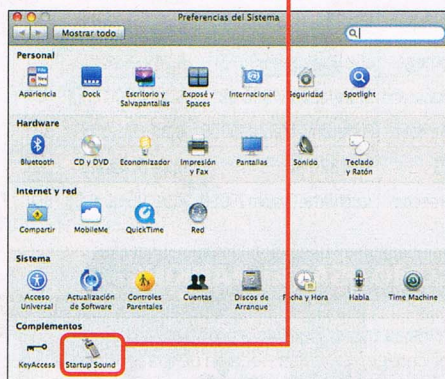 Preferencias del Sistema
Mostrar todo
Personal
Apariencia Dock Escritorio y Salvapantallas Exposé y Spaces Internacional Seguridad Spotlight
Hardware
Bluetooth CD y DVD Economizador Impresión y Fax Pantallas Sonido Teclado y Ratón
Internet y red
Compartir MobileMe QuickTime Red
Sistema
Acceso Universal Actualización de Software Controles Parentales Cuentas Discos de Arranque Fecha y Hora Habla Time Machine
Complementos
KeyAccess Startup Sound